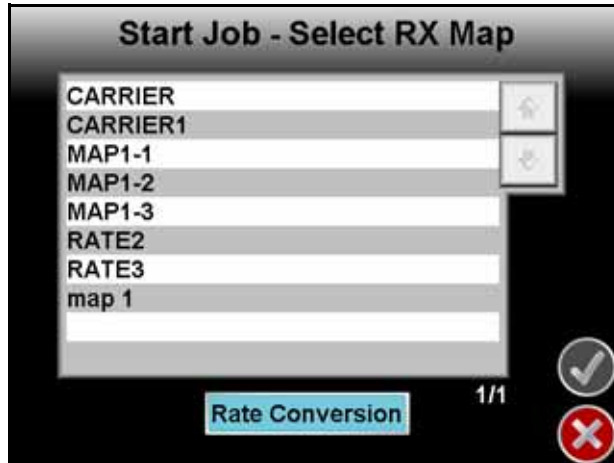 Start Job - Select RX Map
CARRIER
CARRIER1
MAP1-1
MAP1-2
MAP1-3
RATE2
RATE3
map 1
1/1
Rate Conversion